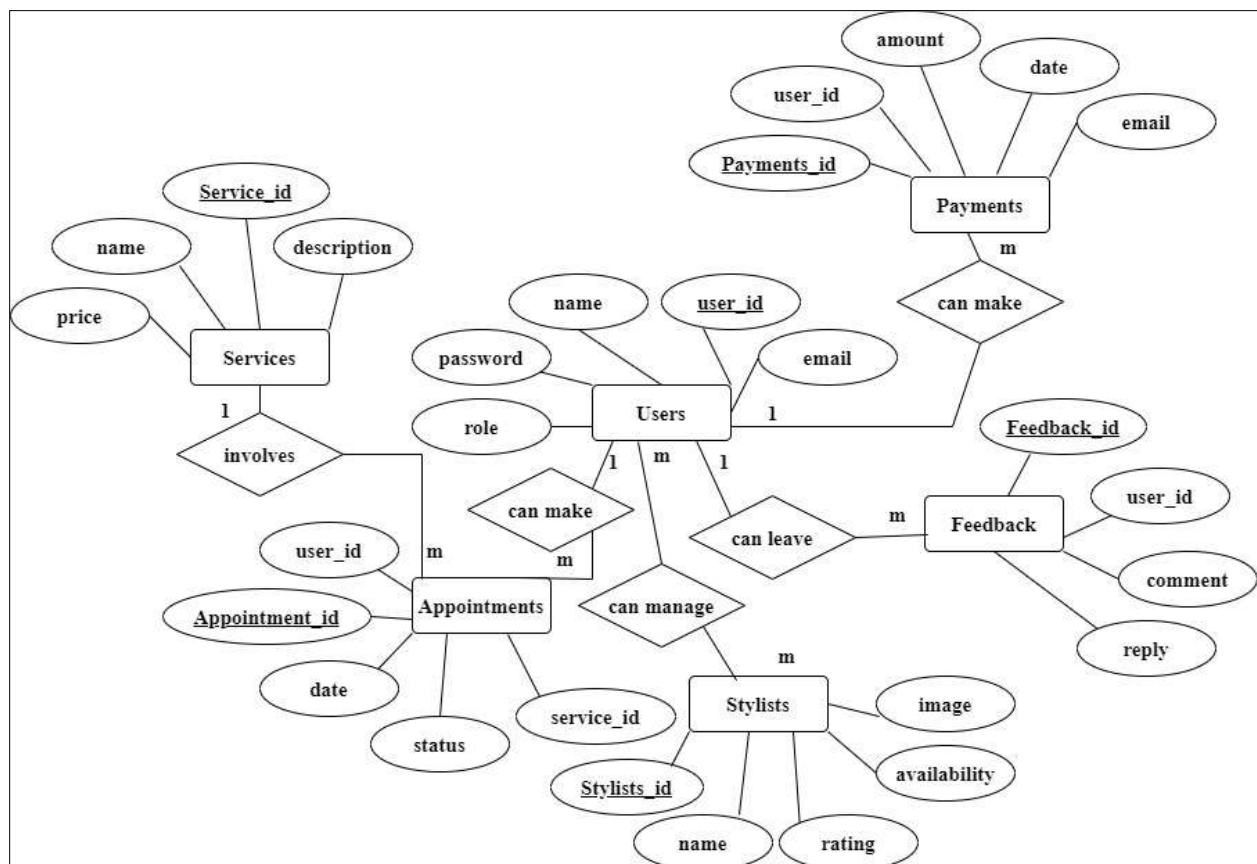 amount
date
user_id
email
Payments_id
Payments
m
can make
Service_id
name
description
price
Services
1
involves
m
name
user_id
password
email
role
Users
1
1
m
1
can make
m
can leave
m
can manage
m
Feedback_id
user_id
Feedback
comment
reply
user_id
Appointments
Appointment_id
date
service_id
status
Stylists
image
availability
Stylists_id
name
rating